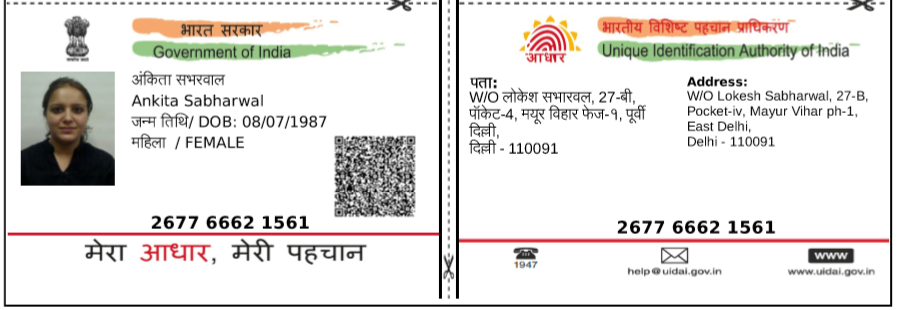 भारत सरकार
Government of India
अंकिता सभरवाल
Ankita Sabharwal
जन्म तिथि/ DOB: 08/07/1987
महिला / FEMALE
2677 6662 1561
मेरा आधार, मेरी पहचान
भारतीय विशिष्ट पहचान प्राधिकरण
Unique Identification Authority of India
आधार
पता:
W/O लोकेश सभारवल, 27-बी,
पॉकेट-4, मयूर विहार फेज-१, पूर्वी
दिल्ली,
दिल्ली - 110091
Address:
W/O Lokesh Sabharwal, 27-B,
Pocket-iv, Mayur Vihar ph-1,
East Delhi,
Delhi - 110091
2677 6662 1561
1947
help@uidai.gov.in
www
www.uidai.gov.in